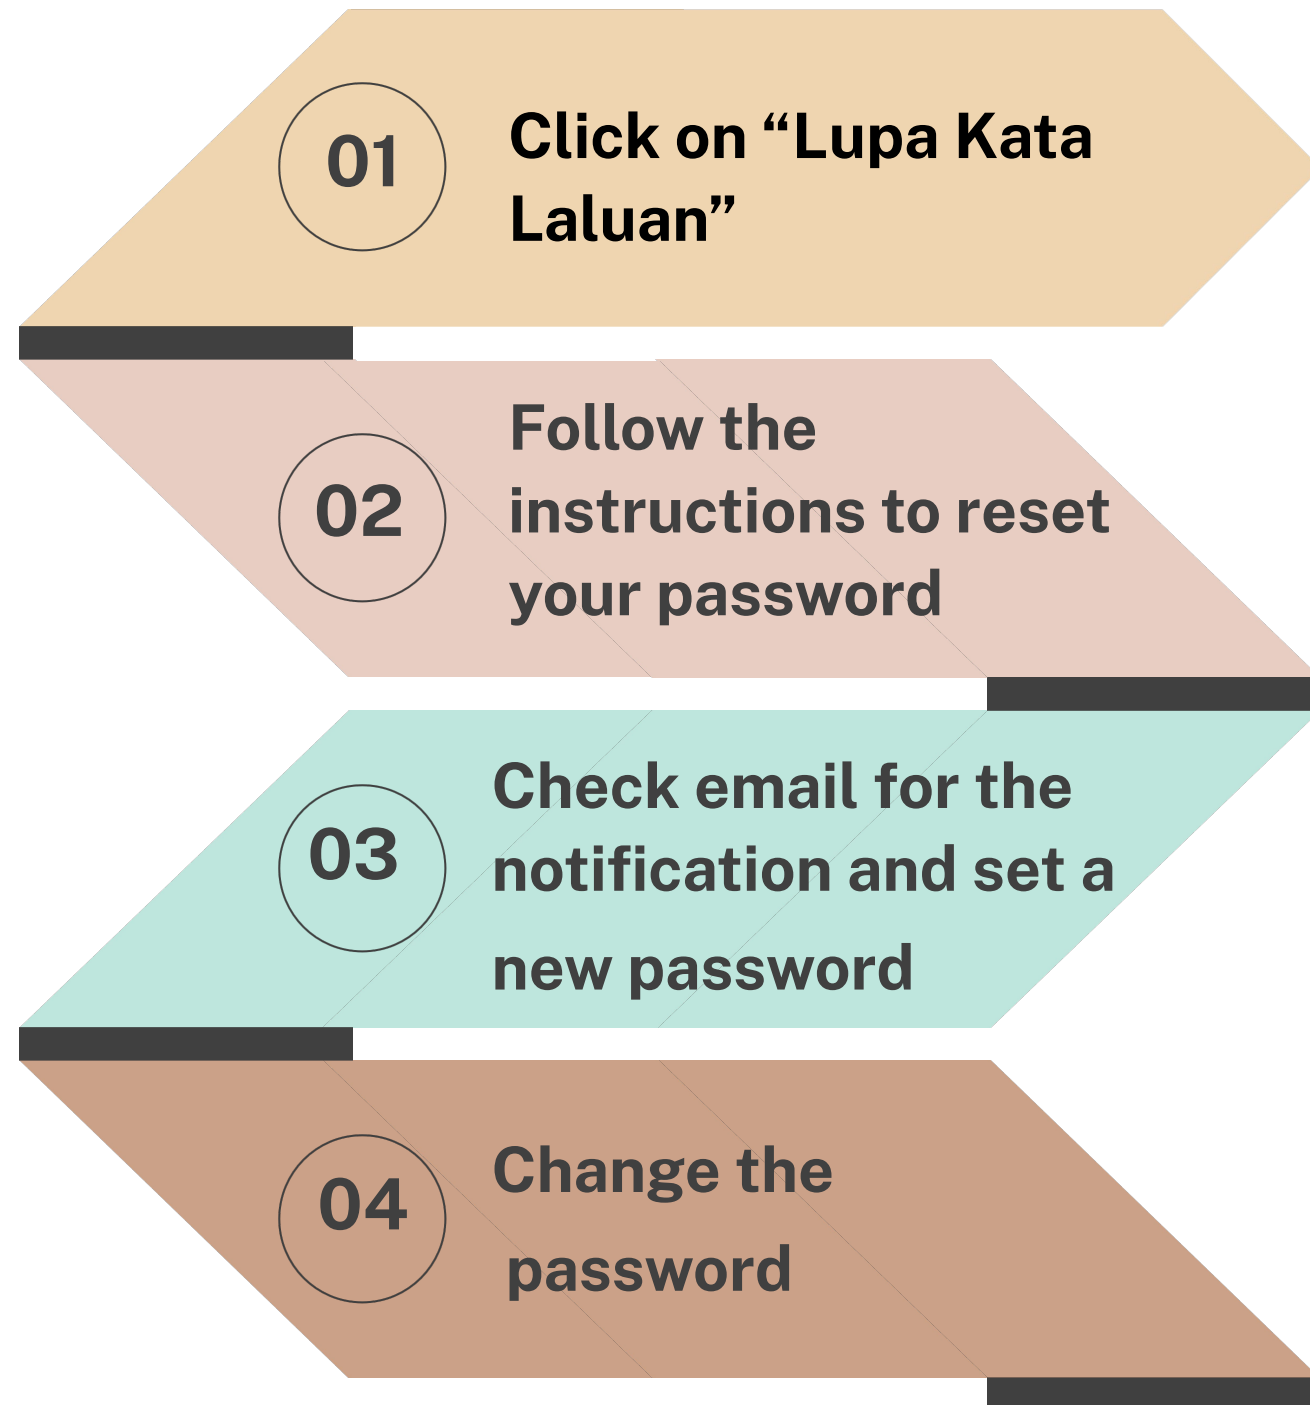 01
Click on “Lupa Kata
Laluan”
02
Follow the
instructions to reset
your password
03
Check email for the
notification and set a
new password
04
Change the
password